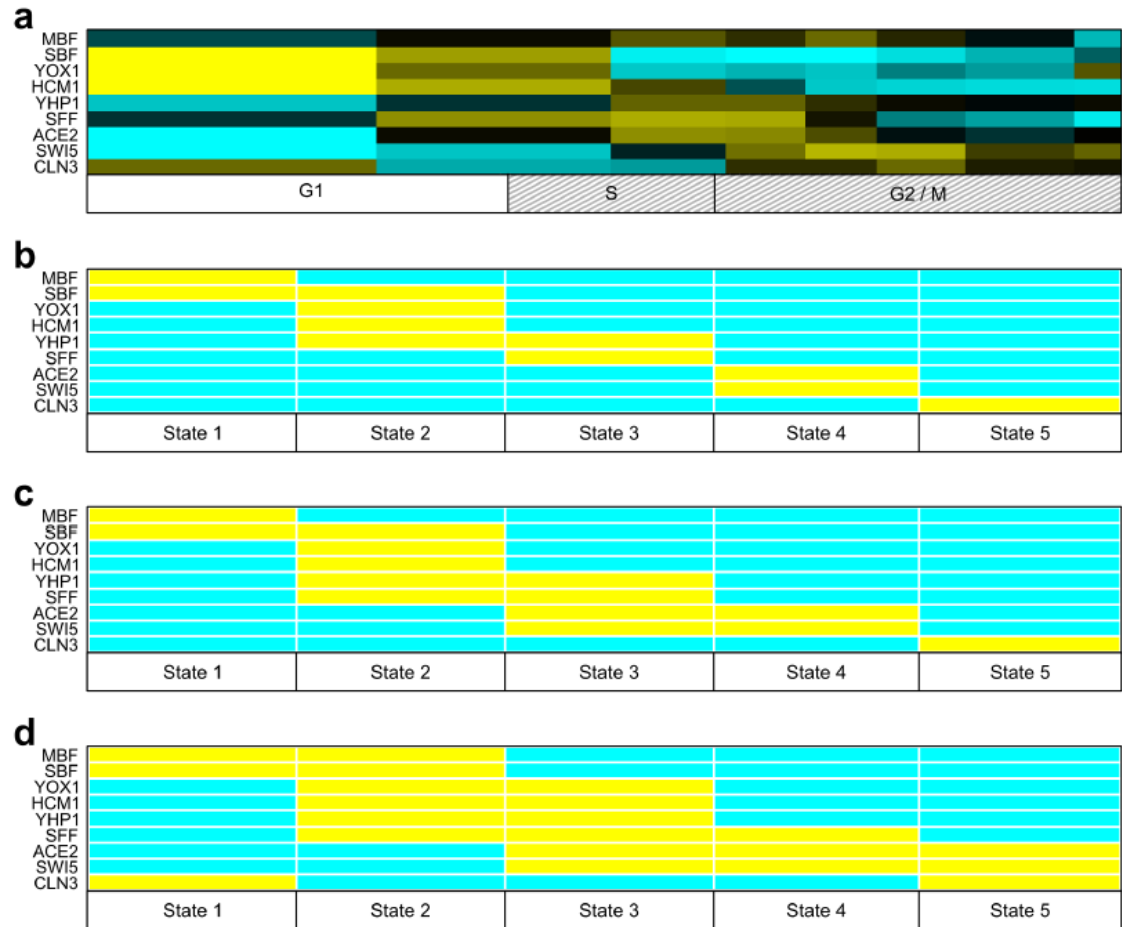 a
MBF
SBF
YOX1
HCM1
YHP1
SFF
ACE2
SWI5
CLN3
G1 S G2 / M
b
MBF
SBF
YOX1
HCM1
YHP1
SFF
ACE2
SWI5
CLN3
State 1 State 2 State 3 State 4 State 5
c
MBF
SBF
YOX1
HCM1
YHP1
SFF
ACE2
SWI5
CLN3
State 1 State 2 State 3 State 4 State 5
d
MBF
SBF
YOX1
HCM1
YHP1
SFF
ACE2
SWI5
CLN3
State 1 State 2 State 3 State 4 State 5